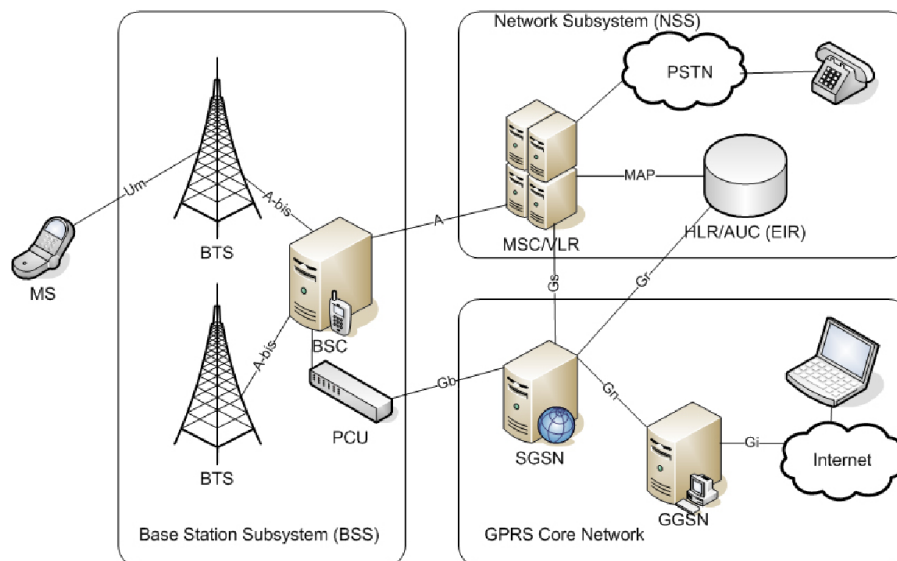 Network Subsystem (NSS)
PSTN
Um
A-bis
MAP
A
BTS
MSC/VLR
HLR/AUC (EIR)
MS
Gs
Gr
BSC
A-bis
Gb
Gn
PCU
SGSN
Gi
Internet
BTS
GGSN
Base Station Subsystem (BSS)
GPRS Core Network